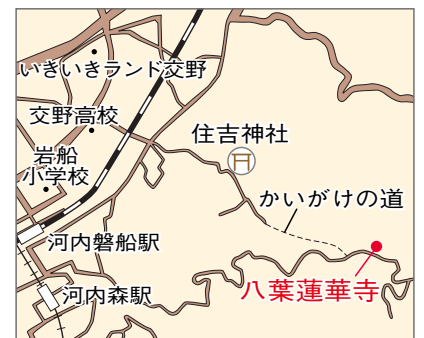 いきいきランド交野
交野高校
住吉神社
岩船
小学校
かいがけの道
河内磐船駅
八葉蓮華寺
河内森駅